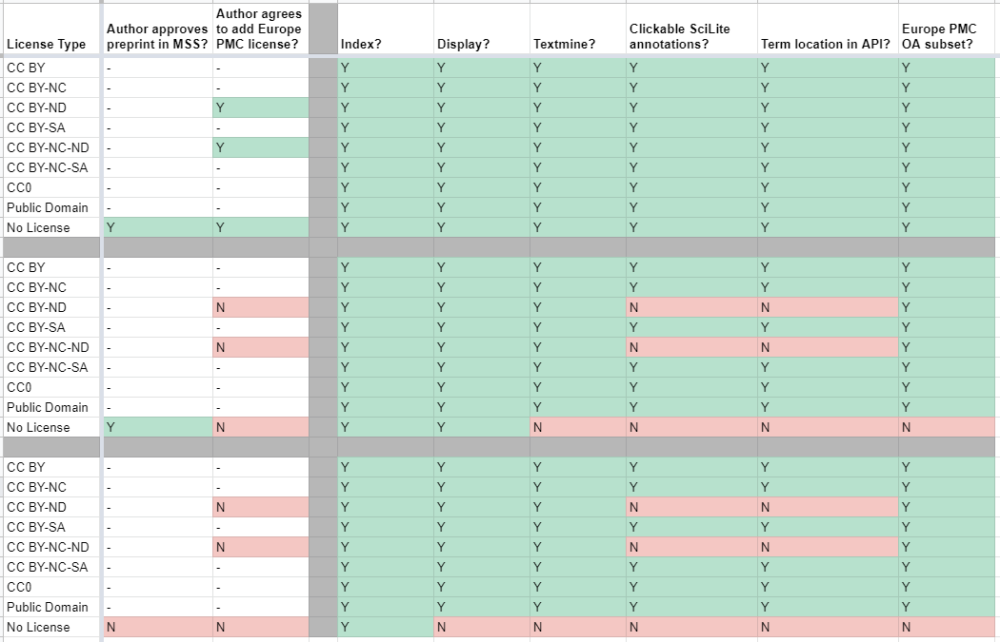 License Type Author approves preprint in MSS? Author agrees to add Europe PMC license? Index? Display? Textmine? Clickable SciLite annotations? Term location in API? Europe PMC OA subset?
CC BY - - Y Y Y Y Y Y
CC BY-NC - - Y Y Y Y Y Y
CC BY-ND - Y Y Y Y Y Y Y
CC BY-SA - - Y Y Y Y Y Y
CC BY-NC-ND - Y Y Y Y Y Y Y
CC BY-NC-SA - - Y Y Y Y Y Y
CC0 - - Y Y Y Y Y Y
Public Domain - - Y Y Y Y Y Y
No License Y Y Y Y Y Y Y Y
CC BY - - Y Y Y Y Y Y
CC BY-NC - - Y Y Y Y Y Y
CC BY-ND - N Y Y Y N N Y
CC BY-SA - - Y Y Y Y Y Y
CC BY-NC-ND - N Y Y Y N N Y
CC BY-NC-SA - - Y Y Y Y Y Y
CC0 - - Y Y Y Y Y Y
Public Domain - - Y Y Y Y Y Y
No License Y N Y Y N N N N
CC BY - - Y Y Y Y Y Y
CC BY-NC - - Y Y Y Y Y Y
CC BY-ND - N Y Y Y N N Y
CC BY-SA - - Y Y Y Y Y Y
CC BY-NC-ND - N Y Y Y N N Y
CC BY-NC-SA - - Y Y Y Y Y Y
CC0 - - Y Y Y Y Y Y
Public Domain - - Y Y Y Y Y Y
No License N N Y N N N N N